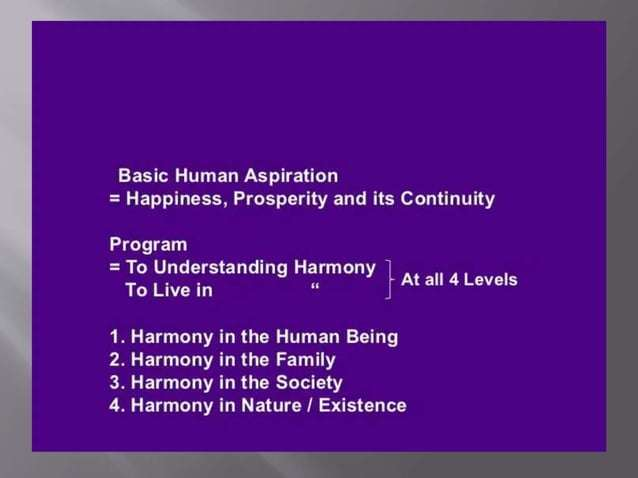 Basic Human Aspiration
= Happiness, Prosperity and its Continuity
Program
= To Understanding Harmony
To Live in “
At all 4 Levels
1. Harmony in the Human Being
2. Harmony in the Family
3. Harmony in the Society
4. Harmony in Nature / Existence